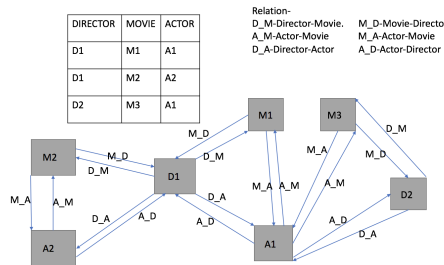 Relation-
DIRECTOR MOVIE ACTOR
D_M-Director-Movie. M_D-Movie-Directo
D1 M1 A1
A_M-Actor-Movie M_A-Actor-Movie
D_A-Director-Actor A_D-Actor-Director
D1 M2 A2
D2 M3 A1
M1 M3
M_D
D_M
M2 M_D D_M M_A M_D
D_M D1
D2
M_A A_M D_A M_A A_M A_M
D_A A_D A_D
A_D D_A
A2 A1